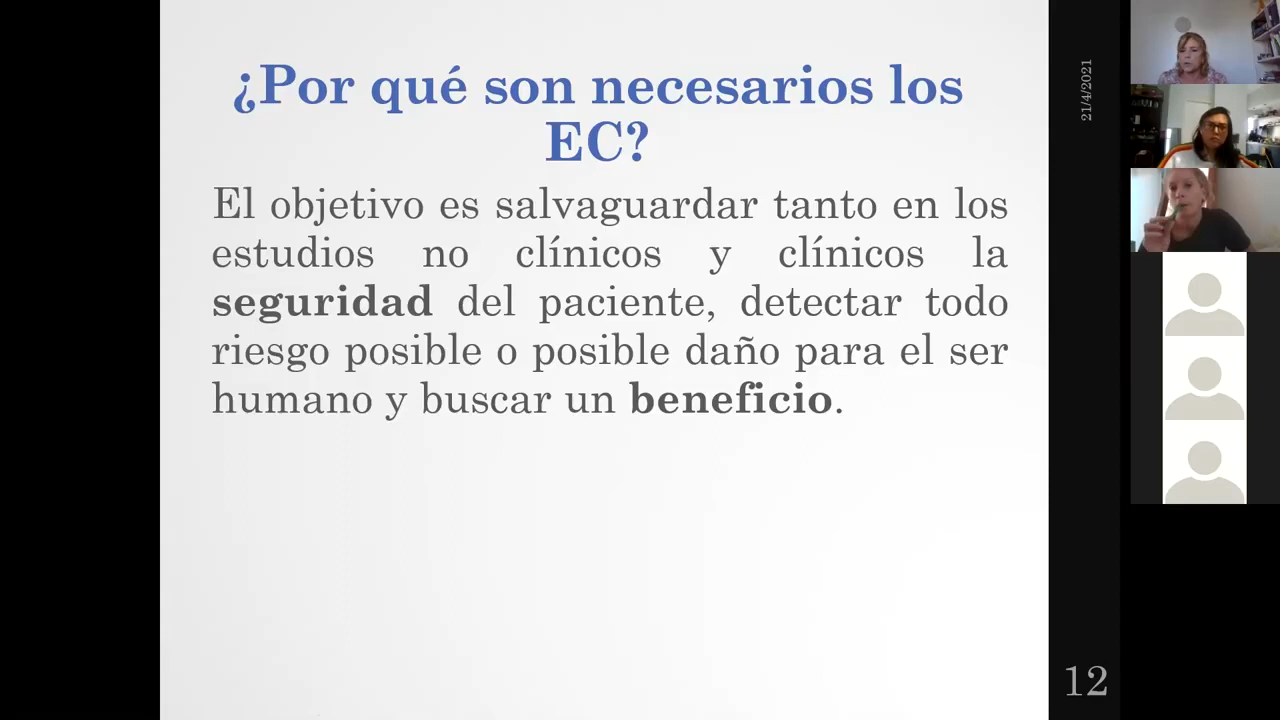 ¿Por qué son necesarios los
EC?
El objetivo es salvaguardar tanto en los
estudios no clínicos y clínicos la
seguridad del paciente, detectar todo
riesgo posible o posible daño para el ser
humano y buscar un beneficio.
21/4/2021
12